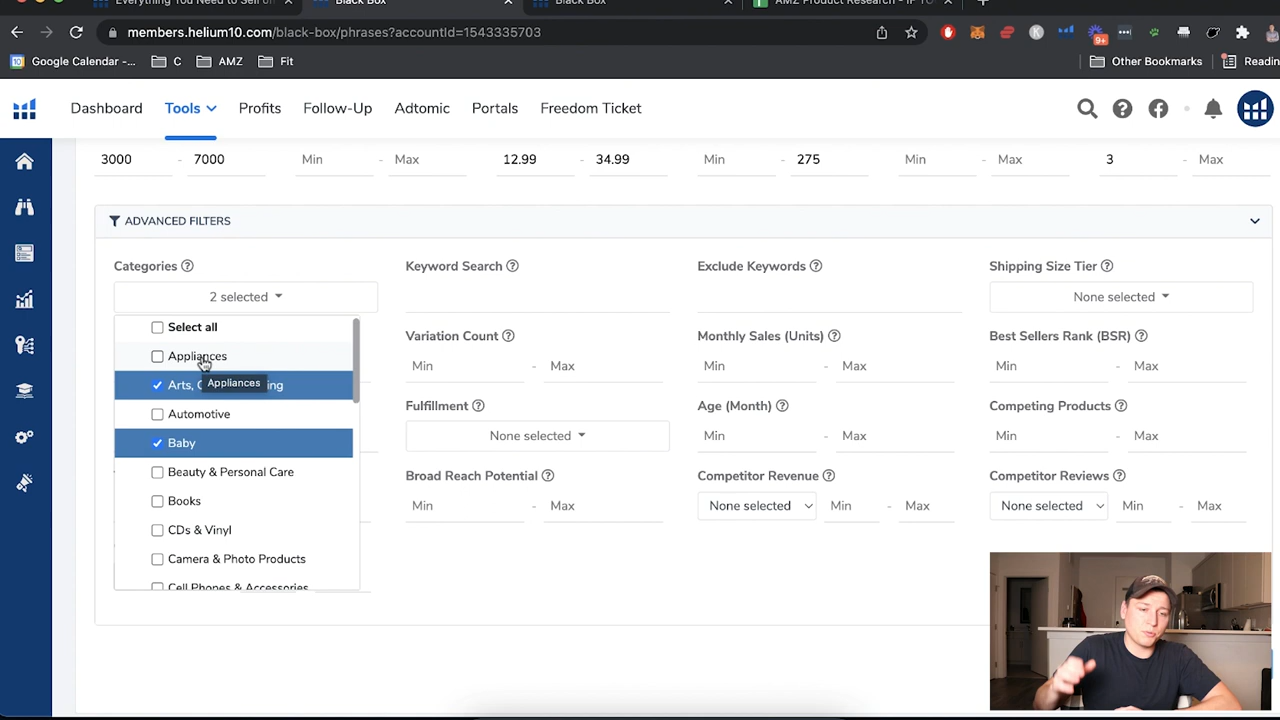 Everything You Need to Sell on
Black Box
Black Box
AMZ Product Research
members.helium10.com/black-box/phrases?accountId=1543335703
9+
Google Calendar -...
C
AMZ
Fit
Other Bookmarks
Readin
Dashboard
Tools
Profits
Follow-Up
Adtomic
Portals
Freedom Ticket
3000 - 7000
Min - Max
12.99 - 34.99
Min - 275
Min - Max
3 - Max
ADVANCED FILTERS
Categories
Keyword Search
Exclude Keywords
Shipping Size Tier
2 selected
None selected
Select all
Appliances
Appliances
Arts, C ing
Automotive
Baby
Beauty & Personal Care
Books
CDs & Vinyl
Camera & Photo Products
Cell Phones & Accessories
Variation Count
Monthly Sales (Units)
Best Sellers Rank (BSR)
Min - Max
Min - Max
Min - Max
Fulfillment
Age (Month)
Competing Products
None selected
Min - Max
Min - Max
Broad Reach Potential
Competitor Revenue
Competitor Reviews
Min - Max
None selected
Min - Max
None selected
Min - Max